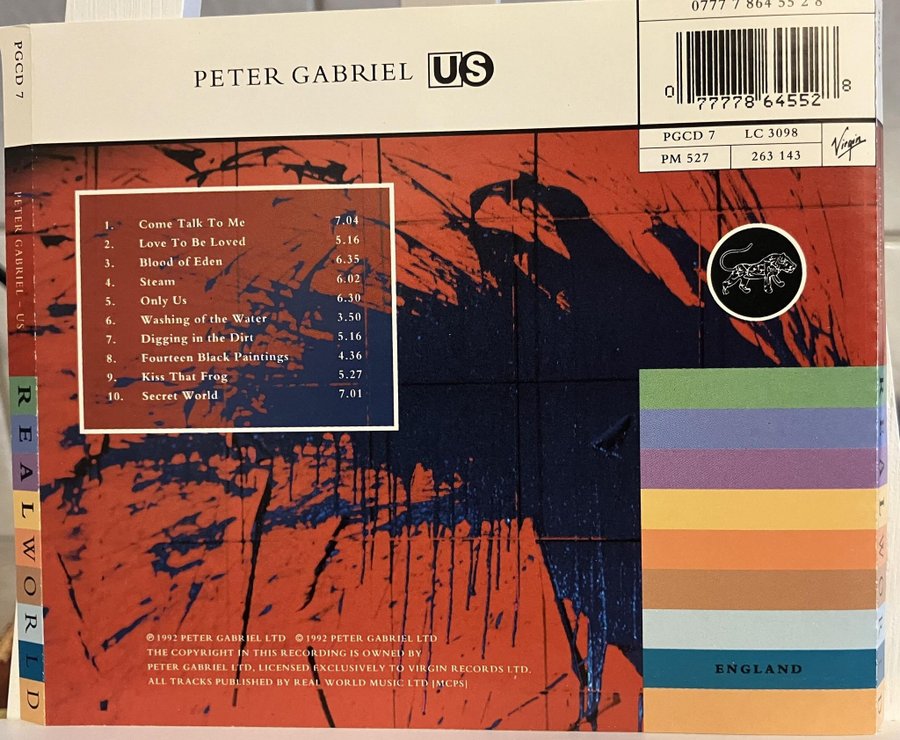 0777 7 864 55 2 8
PGCD 7
PETER GABRIEL US
0 77778 64552 8
PGCD 7 LC 3098
PM 527 263 143
Virgin
1. Come Talk To Me 7.04
2. Love To Be Loved 5.16
3. Blood of Eden 6.35
4. Steam 6.02
5. Only Us 6.30
6. Washing of the Water 3.50
7. Digging in the Dirt 5.16
8. Fourteen Black Paintings 4.36
9. Kiss That Frog 5.27
10. Secret World 7.01
PETER GABRIEL US
REALWORLD
ENGLAND
℗ 1992 PETER GABRIEL LTD © 1992 PETER GABRIEL LTD
THE COPYRIGHT IN THIS RECORDING IS OWNED BY
PETER GABRIEL LTD, LICENSED EXCLUSIVELY TO VIRGIN RECORDS LTD.
ALL TRACKS PUBLISHED BY REAL WORLD MUSIC LTD [MCPS]